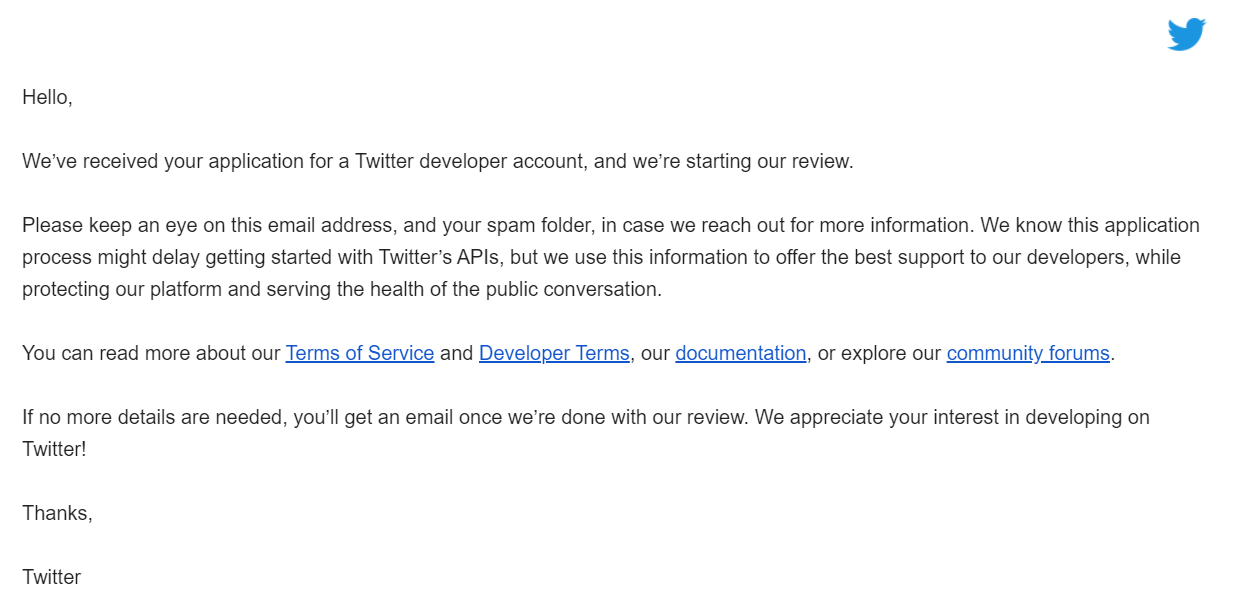 Hello,
We’ve received your application for a Twitter developer account, and we’re starting our review.
Please keep an eye on this email address, and your spam folder, in case we reach out for more information. We know this application
process might delay getting started with Twitter’s APIs, but we use this information to offer the best support to our developers, while
protecting our platform and serving the health of the public conversation.
You can read more about our Terms of Service and Developer Terms, our documentation, or explore our community forums.
If no more details are needed, you’ll get an email once we’re done with our review. We appreciate your interest in developing on
Twitter!
Thanks,
Twitter